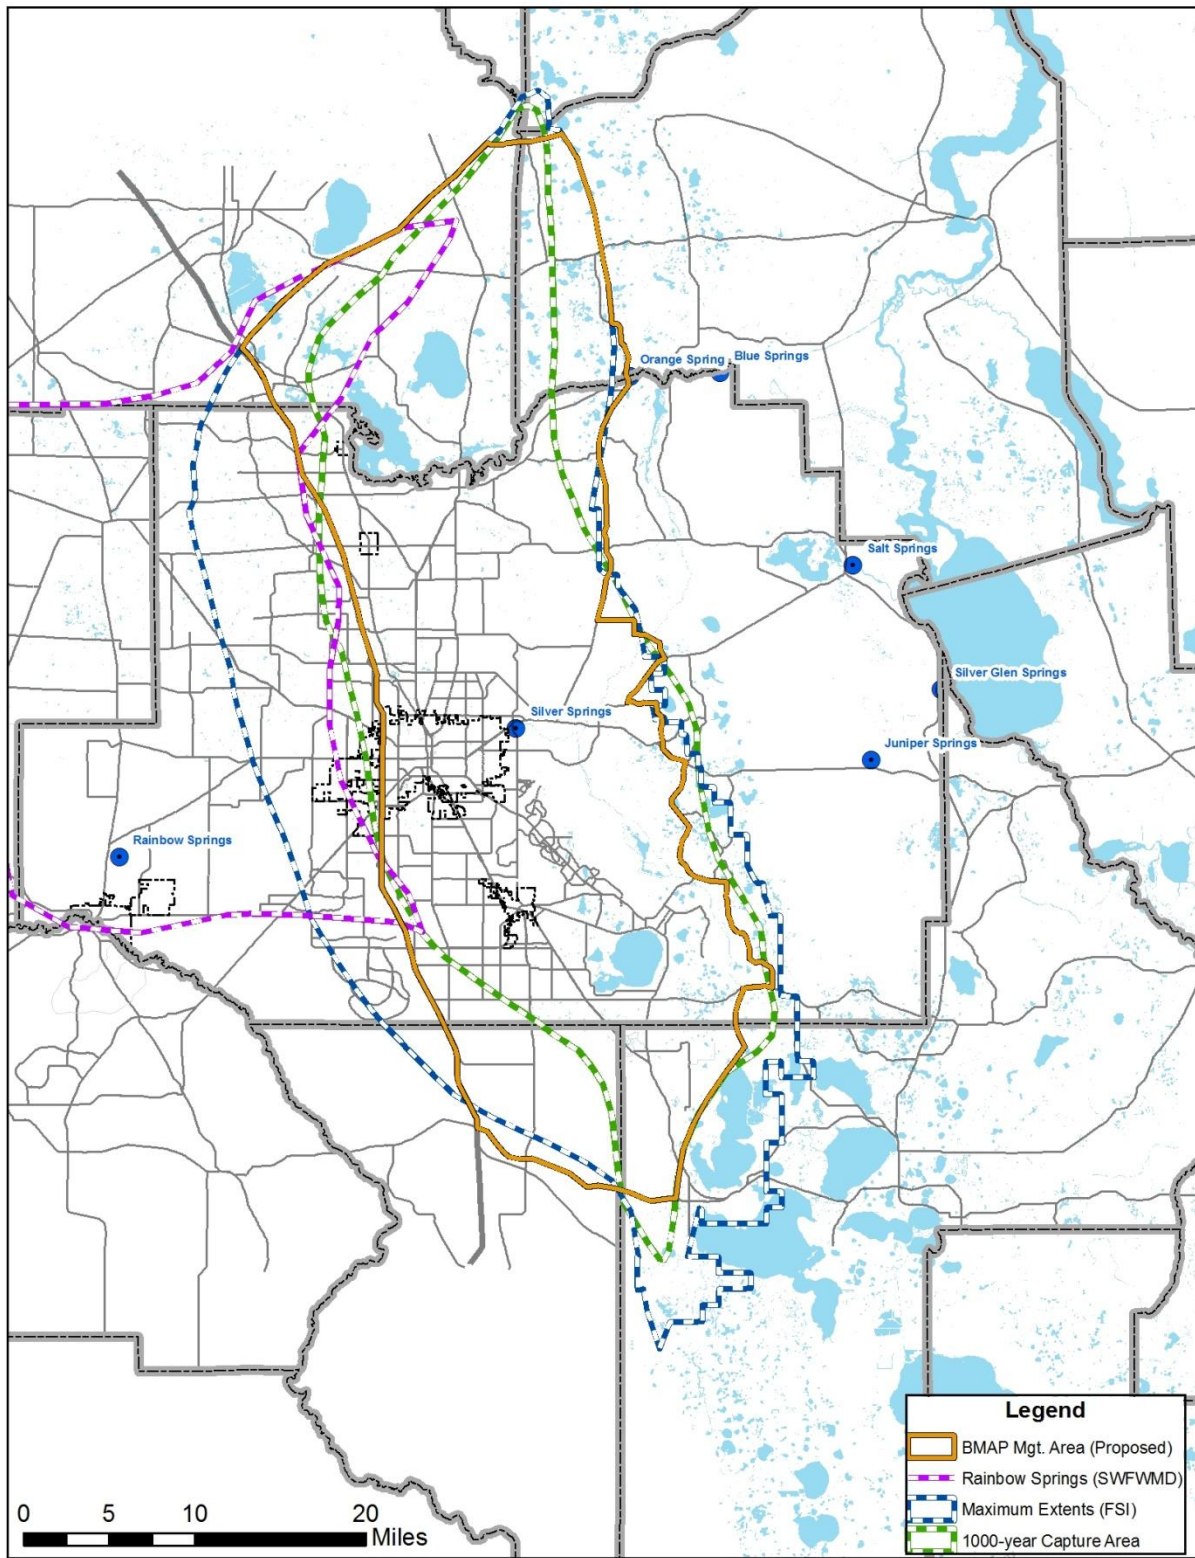 Orange Spring
Blue Springs
Salt Springs
Silver Glen Springs
Silver Springs
Juniper Springs
Rainbow Springs
Legend
BMAP Mgt. Area (Proposed)
Rainbow Springs (SWFWMD)
Maximum Extents (FSI)
1000-year Capture Area
0 5 10 20
Miles